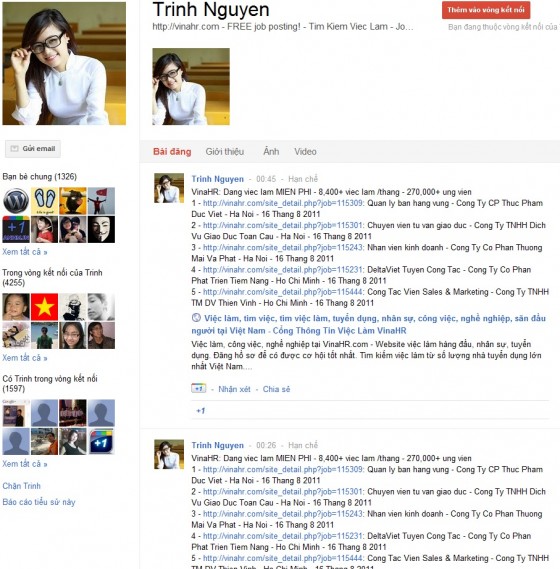 Trinh Nguyen
http://vinahr.com - FREE job posting! - Tim Kiem Viec Lam - Jo...
Thêm vào vòng kết nối
Bạn đang thuộc vòng kết nối của
Gửi email
Bài đăng Giới thiệu Ảnh Video
Bạn bè chung (1326)
+1
Xem tất cả »
Trong vòng kết nối của Trinh
(4255)
Xem tất cả »
Có Trinh trong vòng kết nối
(1597)
+1
Xem tất cả »
Chặn Trinh
Báo cáo tiểu sử này
Trinh Nguyen - 00:45 - Hạn chế
VinaHR: Dang viec lam MIEN PHI - 8,400+ viec lam /thang - 270,000+ ung vien
1 - http://vinahr.com/site_detail.php?job=115309: Quan ly ban hang vung - Cong Ty CP Thuc Pham
Duc Viet - Ha Noi - 16 Thang 8 2011
2 - http://vinahr.com/site_detail.php?job=115301: Chuyen vien tu van giao duc - Cong Ty TNHH Dich
Vu Giao Duc Toan Cau - Ha Noi - 16 Thang 8 2011
3 - http://vinahr.com/site_detail.php?job=115243: Nhan vien kinh doanh - Cong Ty Co Phan Thuong
Mai Va Phat - Ha Noi - 16 Thang 8 2011
4 - http://vinahr.com/site_detail.php?job=115231: DeltaViet Tuyen Cong Tac - Cong Ty Co Phan
Phat Trien Tiem Nang - Ho Chi Minh - 16 Thang 8 2011
5 - http://vinahr.com/site_detail.php?job=115444: Cong Tac Vien Sales & Marketing - Cong Ty TNHH
TM DV Thien Vinh - Ho Chi Minh - 16 Thang 8 2011
Việc làm, tìm việc, tìm việc làm, tuyển dụng, nhân sự, công việc, nghề nghiệp, săn đầu
người tại Việt Nam - Cổng Thông Tin Việc Làm VinaHR
Việc làm, công việc, nghề nghiệp tại VinaHR.com - Website việc làm hàng đầu, nhân sự, tuyển
dụng. Đăng hồ sơ để có được cơ hội tốt nhất. Tìm kiếm việc làm từ số lượng nhà tuyển dụng lớn
nhất Việt Nam....
+1 - Nhận xét - Chia sẻ
+1
Trinh Nguyen - 00:26 - Hạn chế
VinaHR: Dang viec lam MIEN PHI - 8,400+ viec lam /thang - 270,000+ ung vien
1 - http://vinahr.com/site_detail.php?job=115309: Quan ly ban hang vung - Cong Ty CP Thuc Pham
Duc Viet - Ha Noi - 16 Thang 8 2011
2 - http://vinahr.com/site_detail.php?job=115301: Chuyen vien tu van giao duc - Cong Ty TNHH Dich
Vu Giao Duc Toan Cau - Ha Noi - 16 Thang 8 2011
3 - http://vinahr.com/site_detail.php?job=115243: Nhan vien kinh doanh - Cong Ty Co Phan Thuong
Mai Va Phat - Ha Noi - 16 Thang 8 2011
4 - http://vinahr.com/site_detail.php?job=115231: DeltaViet Tuyen Cong Tac - Cong Ty Co Phan
Phat Trien Tiem Nang - Ho Chi Minh - 16 Thang 8 2011
5 - http://vinahr.com/site_detail.php?job=115444: Cong Tac Vien Sales & Marketing - Cong Ty TNHH
TM DV Thien Vinh - Ho Chi Minh - 16 Thang 8 2011